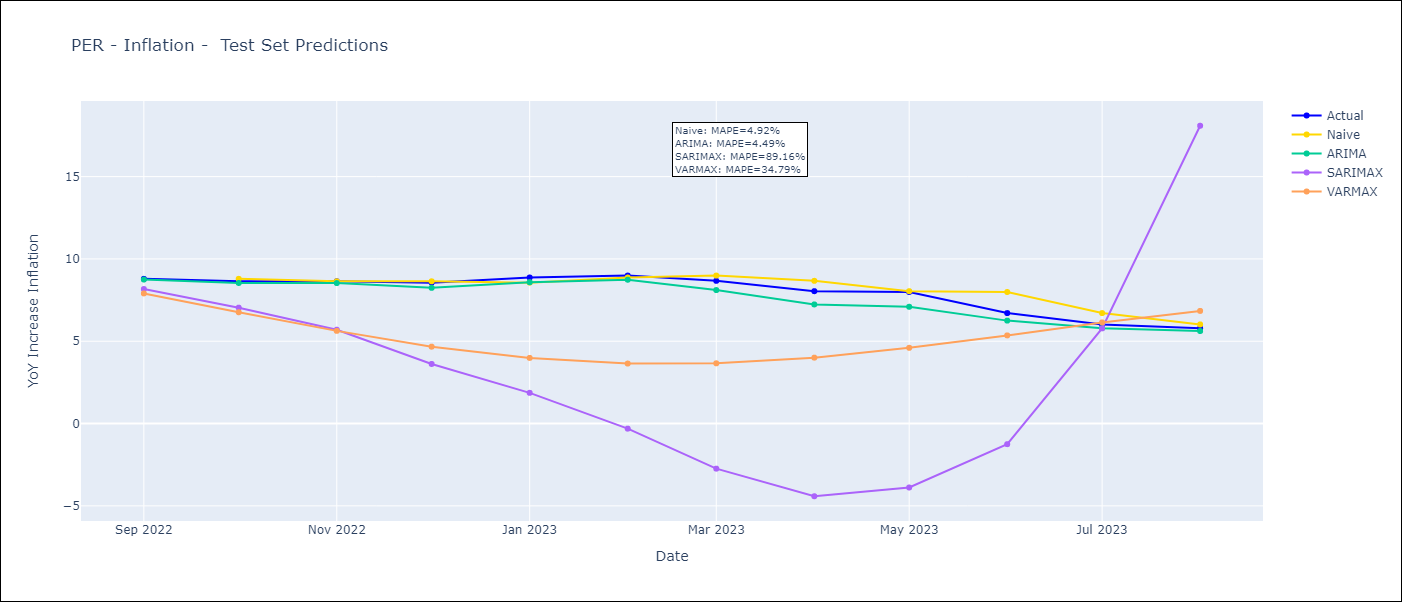 PER - Inflation -  Test Set Predictions
Naive: MAPE=4.92%
ARIMA: MAPE=4.49%
SARIMAX: MAPE=89.16%
VARMAX: MAPE=34.79%
Actual
Naive
ARIMA
SARIMAX
VARMAX
YoY Increase Inflation
15
10
5
0
−5
Sep 2022
Nov 2022
Jan 2023
Mar 2023
May 2023
Jul 2023
Date